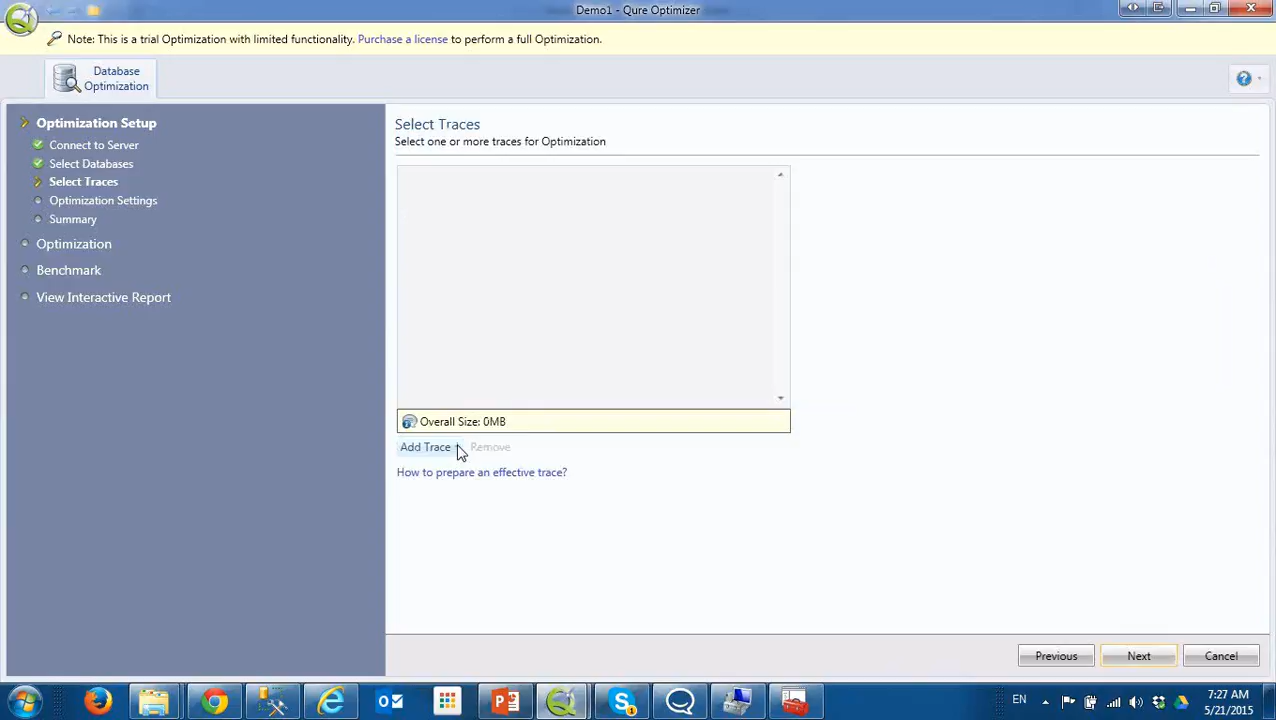 Demo1 - Qure Optimizer
Note: This is a trial Optimization with limited functionality. Purchase a license to perform a full Optimization.
Database
Optimization
Optimization Setup
Connect to Server
Select Databases
Select Traces
Optimization Settings
Summary
Optimization
Benchmark
View Interactive Report
Select Traces
Select one or more traces for Optimization
Overall Size: 0MB
Add Trace Remove
How to prepare an effective trace?
Previous Next Cancel
EN
7:27 AM
5/21/2015